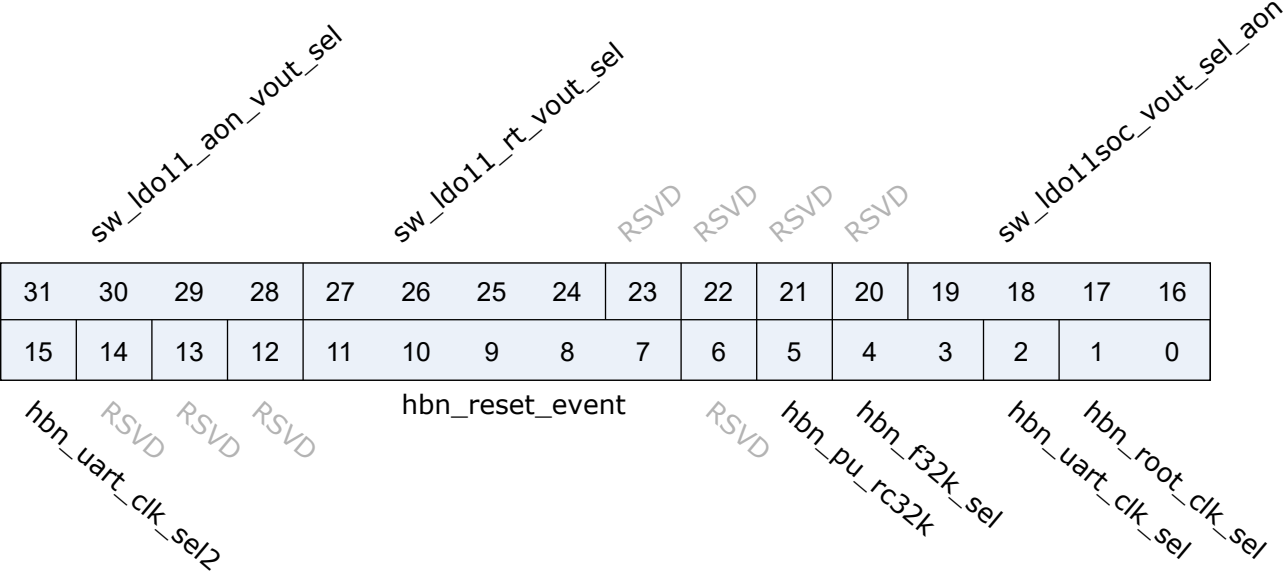 sw_ldo11_aon_vout_sel
sw_ldo11_rt_vout_sel
RSVD
RSVD
RSVD
RSVD
sw_ldo11soc_vout_sel_aon
31 30 29 28 27 26 25 24 23 22 21 20 19 18 17 16
15 14 13 12 11 10 9 8 7 6 5 4 3 2 1 0
hbn_uart_clk_sel2
RSVD
RSVD
RSVD
hbn_reset_event
RSVD
hbn_pu_rc32k
hbn_f32k_sel
hbn_uart_clk_sel
hbn_root_clk_sel